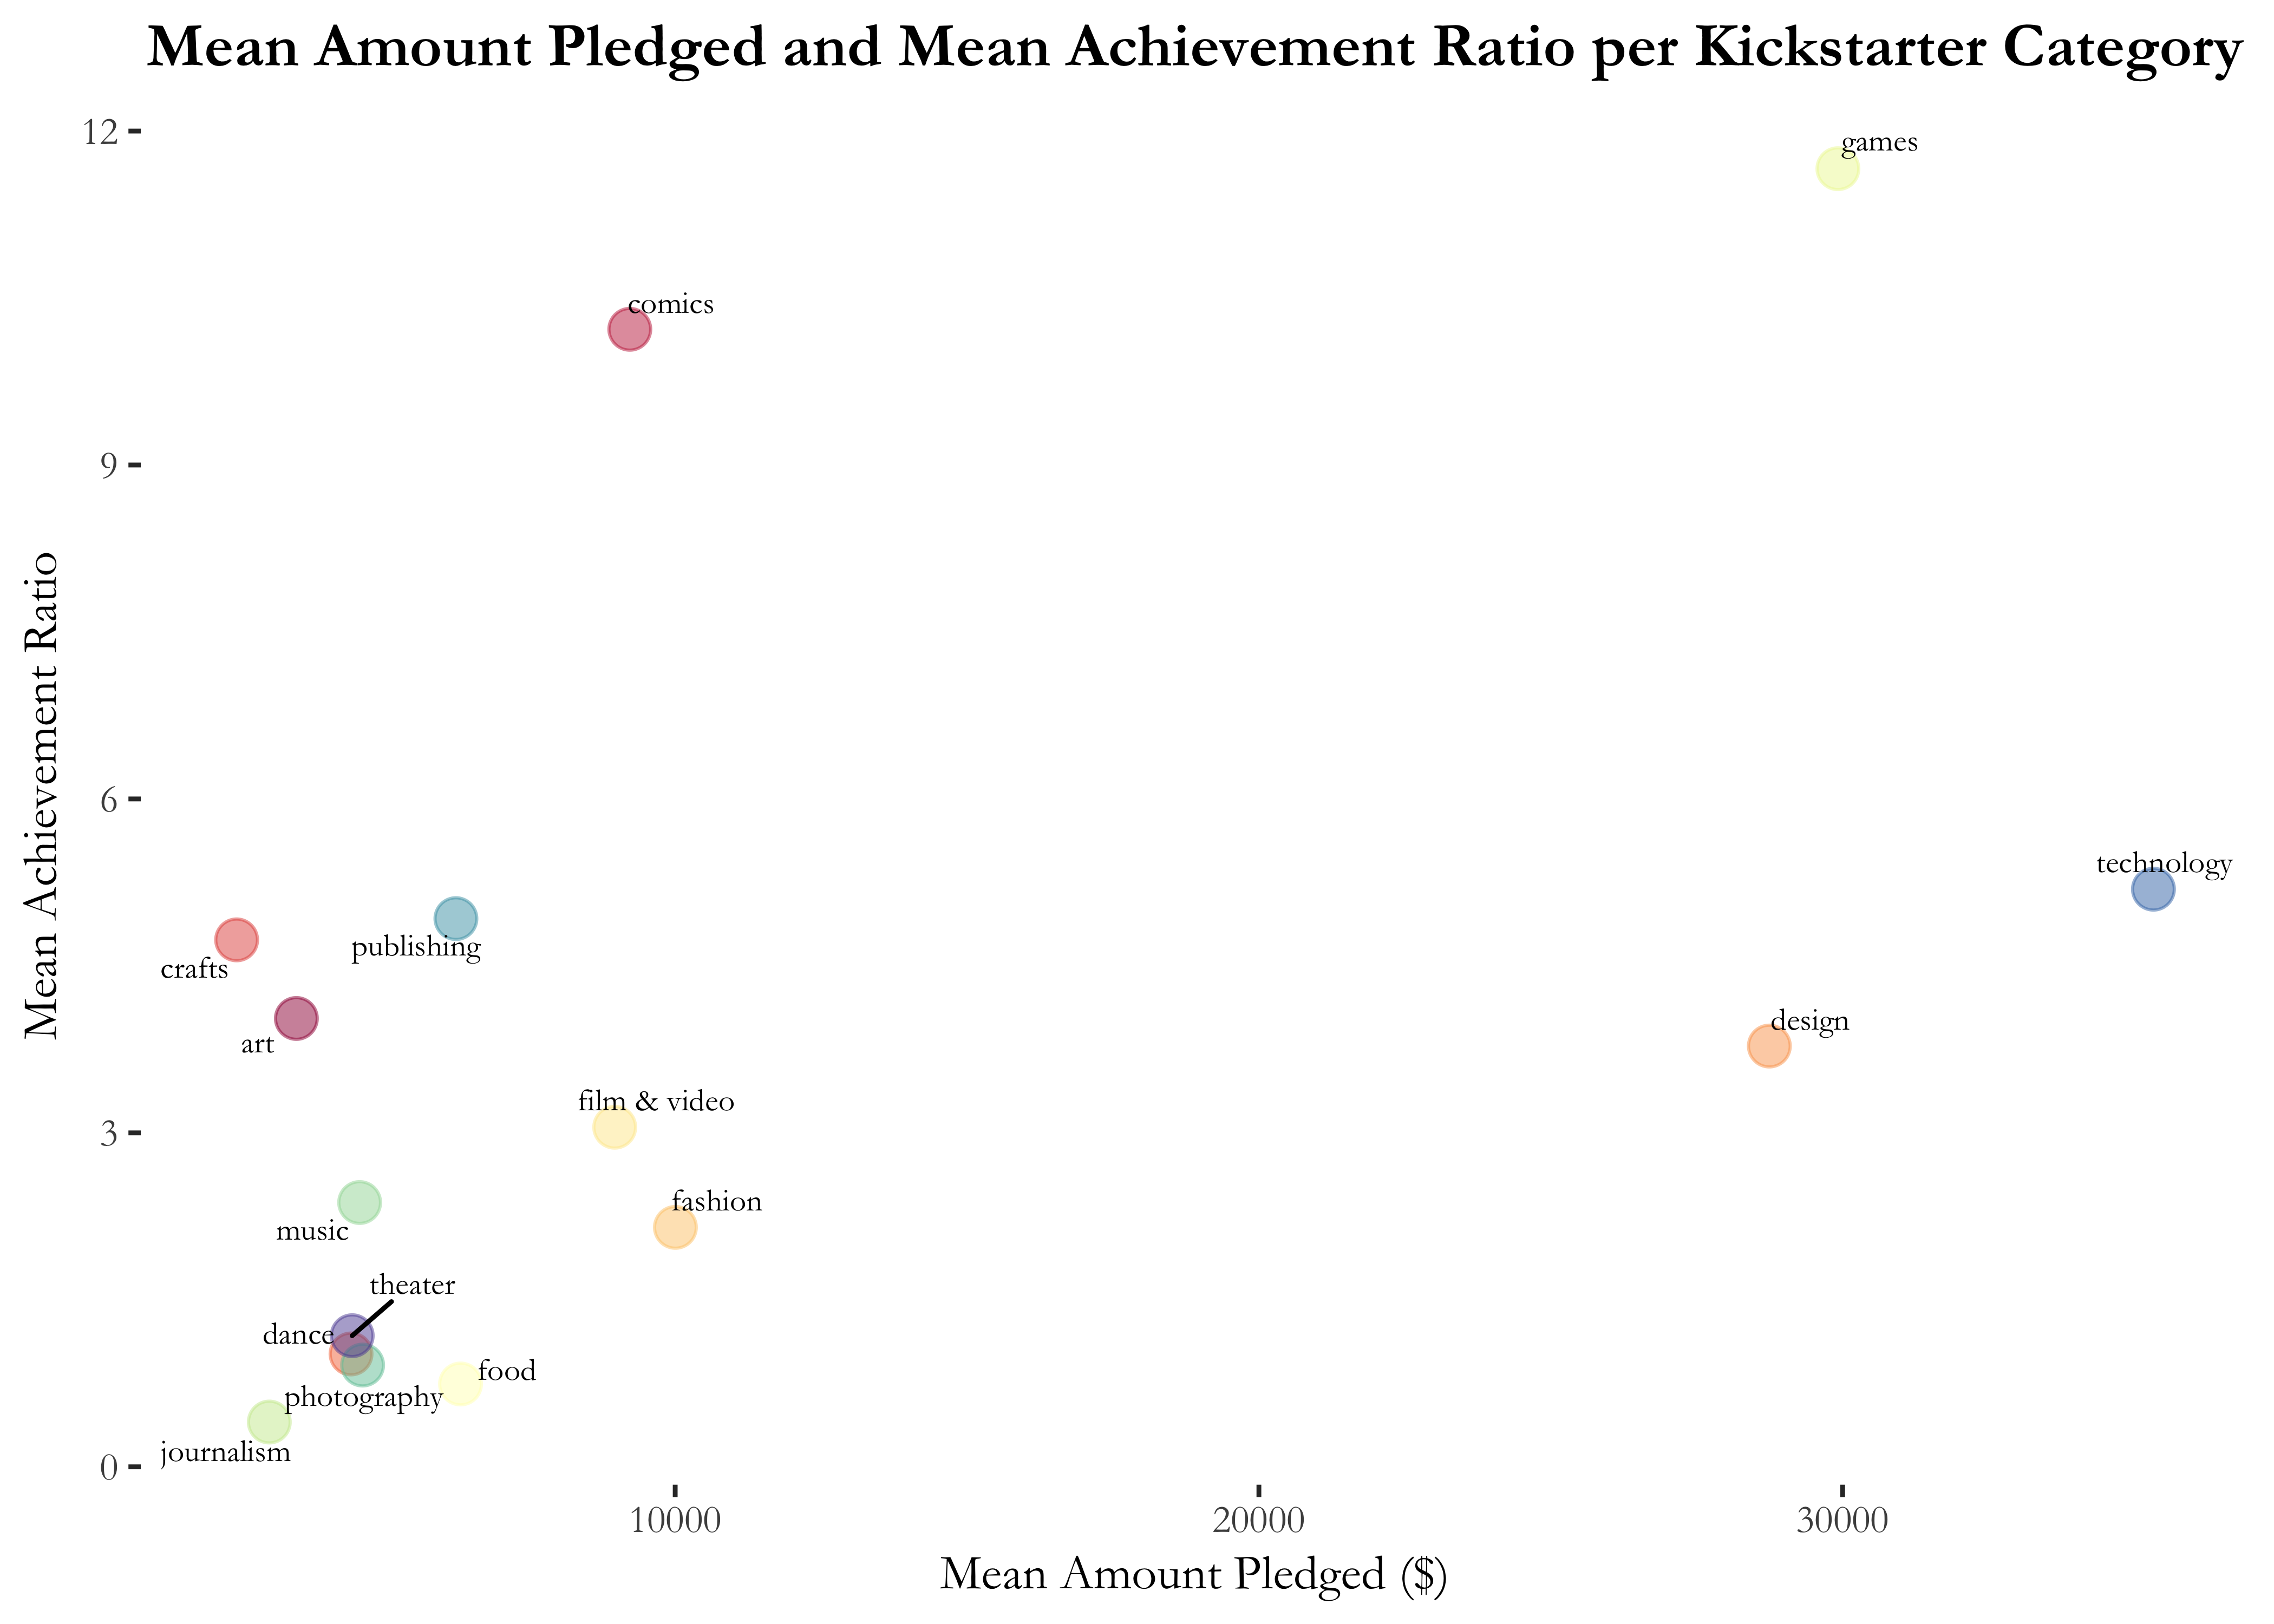 Mean Amount Pledged and Mean Achievement Ratio per Kickstarter Category
12
games
comics
9
Mean Achievement Ratio
6
technology
publishing
crafts
design
art
film & video
3
fashion
music
theater
dance
food
photography
journalism
0
10000
20000
30000
Mean Amount Pledged ($)